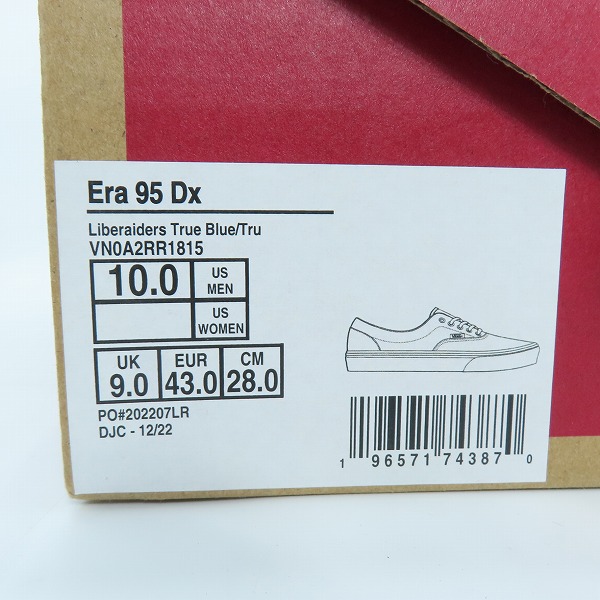 Era 95 Dx
Liberaiders True Blue/Tru
VN0A2RR1815
10.0 US MEN
US WOMEN
UK EUR CM
9.0 43.0 28.0
PO#202207LR
DJC - 12/22
1 96571 74387 0